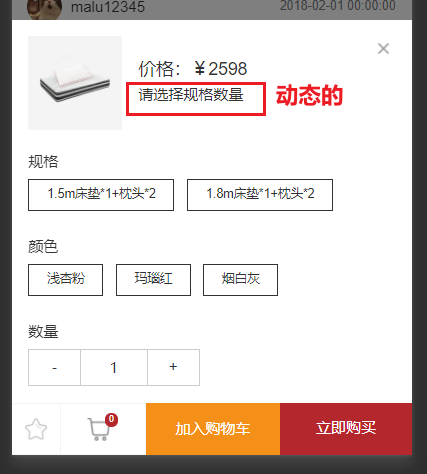 malu12345 2018-02-01 00:00:00
价格：￥2598
请选择规格数量 动态的
规格
1.5m床垫*1+枕头*2 1.8m床垫*1+枕头*2
颜色
浅杏粉 玛瑙红 烟白灰
数量
- 1 +
0
加入购物车 立即购买